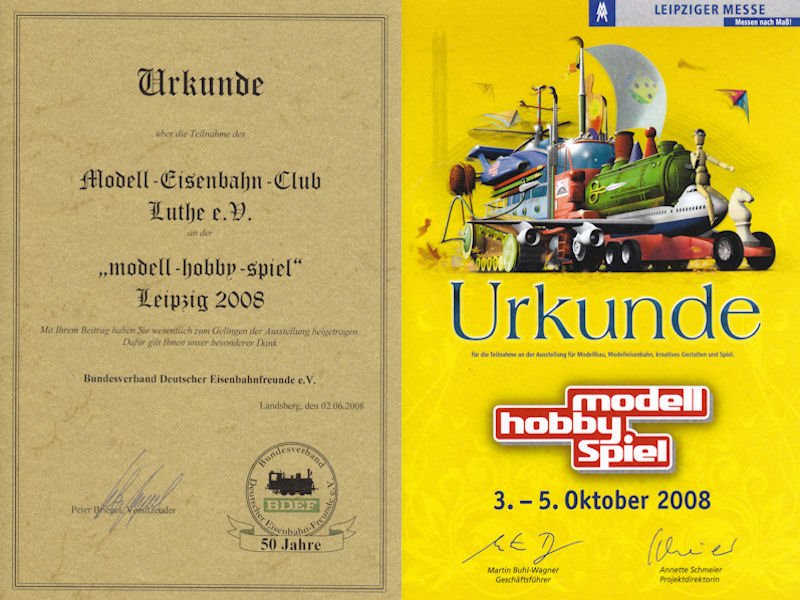 Urkunde
über die Teilnahme des
Modell-Eisenbahn-Club
Luthe e.V.
an der
„modell-hobby-spiel“
Leipzig 2008
Mit Ihrem Beitrag haben Sie wesentlich zum Gelingen der Ausstellung beigetragen.
Dafür gilt Ihnen unser besonderer Dank
Bundesverband Deutscher Eisenbahnfreunde e.V.
Landsberg, den 02.06.2008
Peter Briegel, Vorsitzender
Bundesverband
Deutscher Eisenbahn-Freunde e.V.
BDEF
50 Jahre
LEIPZIGER MESSE
Messen nach Maß!
Urkunde
für die Teilnahme an der Ausstellung für Modellbau, Modelleisenbahn, kreatives Gestalten und Spiel.
modell
hobby
Spiel
3. – 5. Oktober 2008
Martin Buhl-Wagner
Geschäftsführer
Annette Schmeier
Projektdirektorin